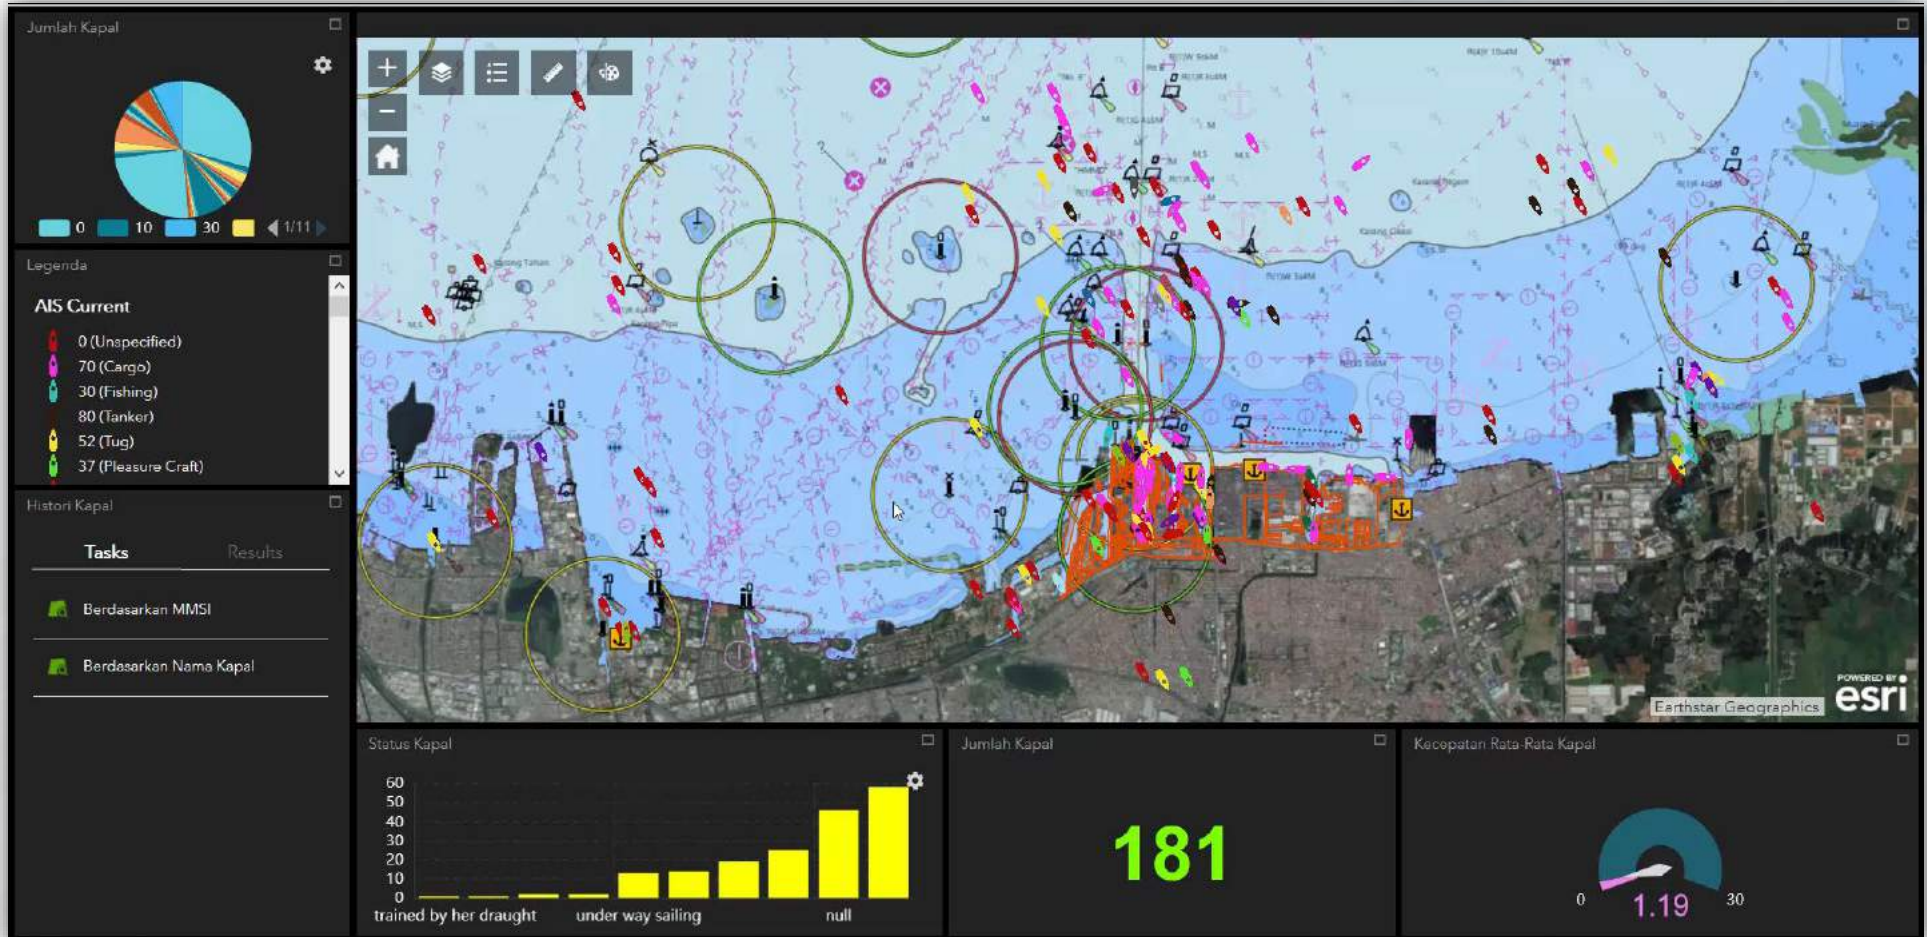 Jumlah Kapal
0 10 30 1/11
Legenda
AIS Current
0 (Unspecified)
70 (Cargo)
30 (Fishing)
80 (Tanker)
52 (Tug)
37 (Pleasure Craft)
Histori Kapal
Tasks Results
Berdasarkan MMSI
Berdasarkan Nama Kapal
Karang Tahan
POWERED BY
esri
Earthstar Geographics
Status Kapal
60
50
40
30
20
10
0
trained by her draught under way sailing null
Jumlah Kapal
181
Kecepatan Rata-Rata Kapal
0 30
1.19